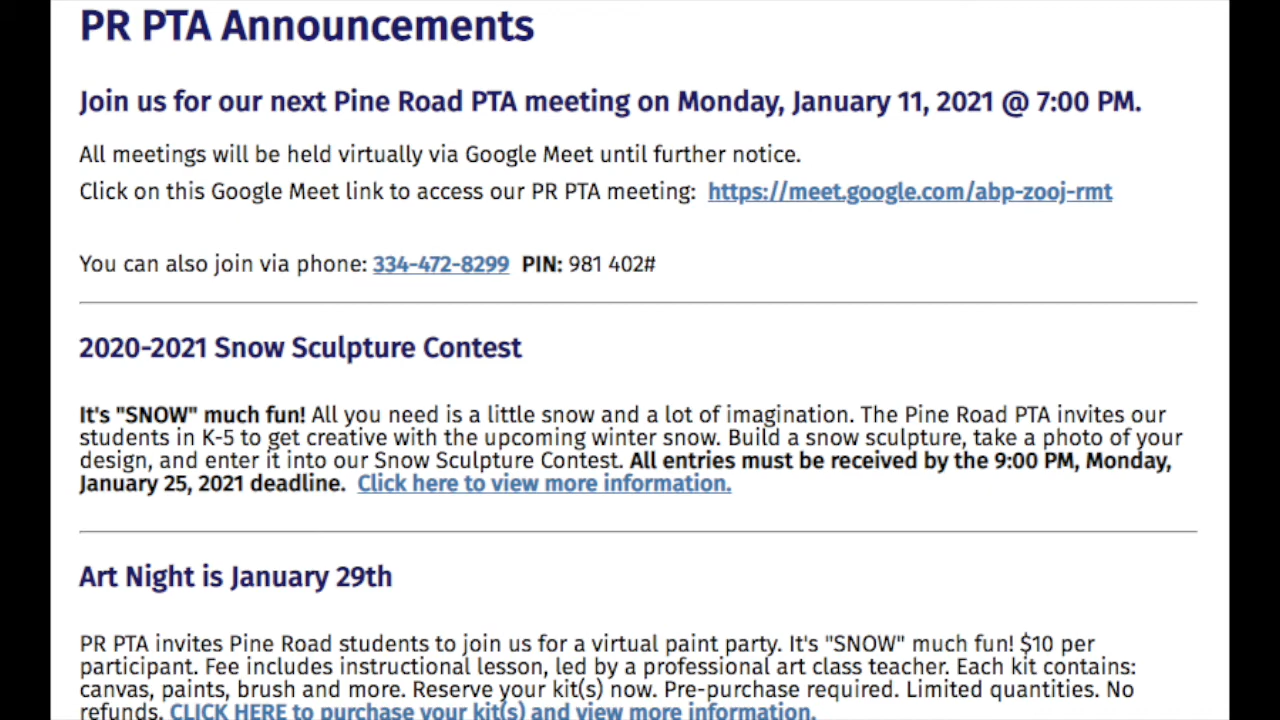 PR PTA Announcements
Join us for our next Pine Road PTA meeting on Monday, January 11, 2021 @ 7:00 PM.
All meetings will be held virtually via Google Meet until further notice.
Click on this Google Meet link to access our PR PTA meeting: https://meet.google.com/abp-zooj-rmt
You can also join via phone: 334-472-8299 PIN: 981 402#
2020-2021 Snow Sculpture Contest
It's "SNOW" much fun! All you need is a little snow and a lot of imagination. The Pine Road PTA invites our
students in K-5 to get creative with the upcoming winter snow. Build a snow sculpture, take a photo of your
design, and enter it into our Snow Sculpture Contest. All entries must be received by the 9:00 PM, Monday,
January 25, 2021 deadline. Click here to view more information.
Art Night is January 29th
PR PTA invites Pine Road students to join us for a virtual paint party. It's "SNOW" much fun! $10 per
participant. Fee includes instructional lesson, led by a professional art class teacher. Each kit contains:
canvas, paints, brush and more. Reserve your kit(s) now. Pre-purchase required. Limited quantities. No
refunds. CLICK HERE to purchase your kit(s) and view more information.